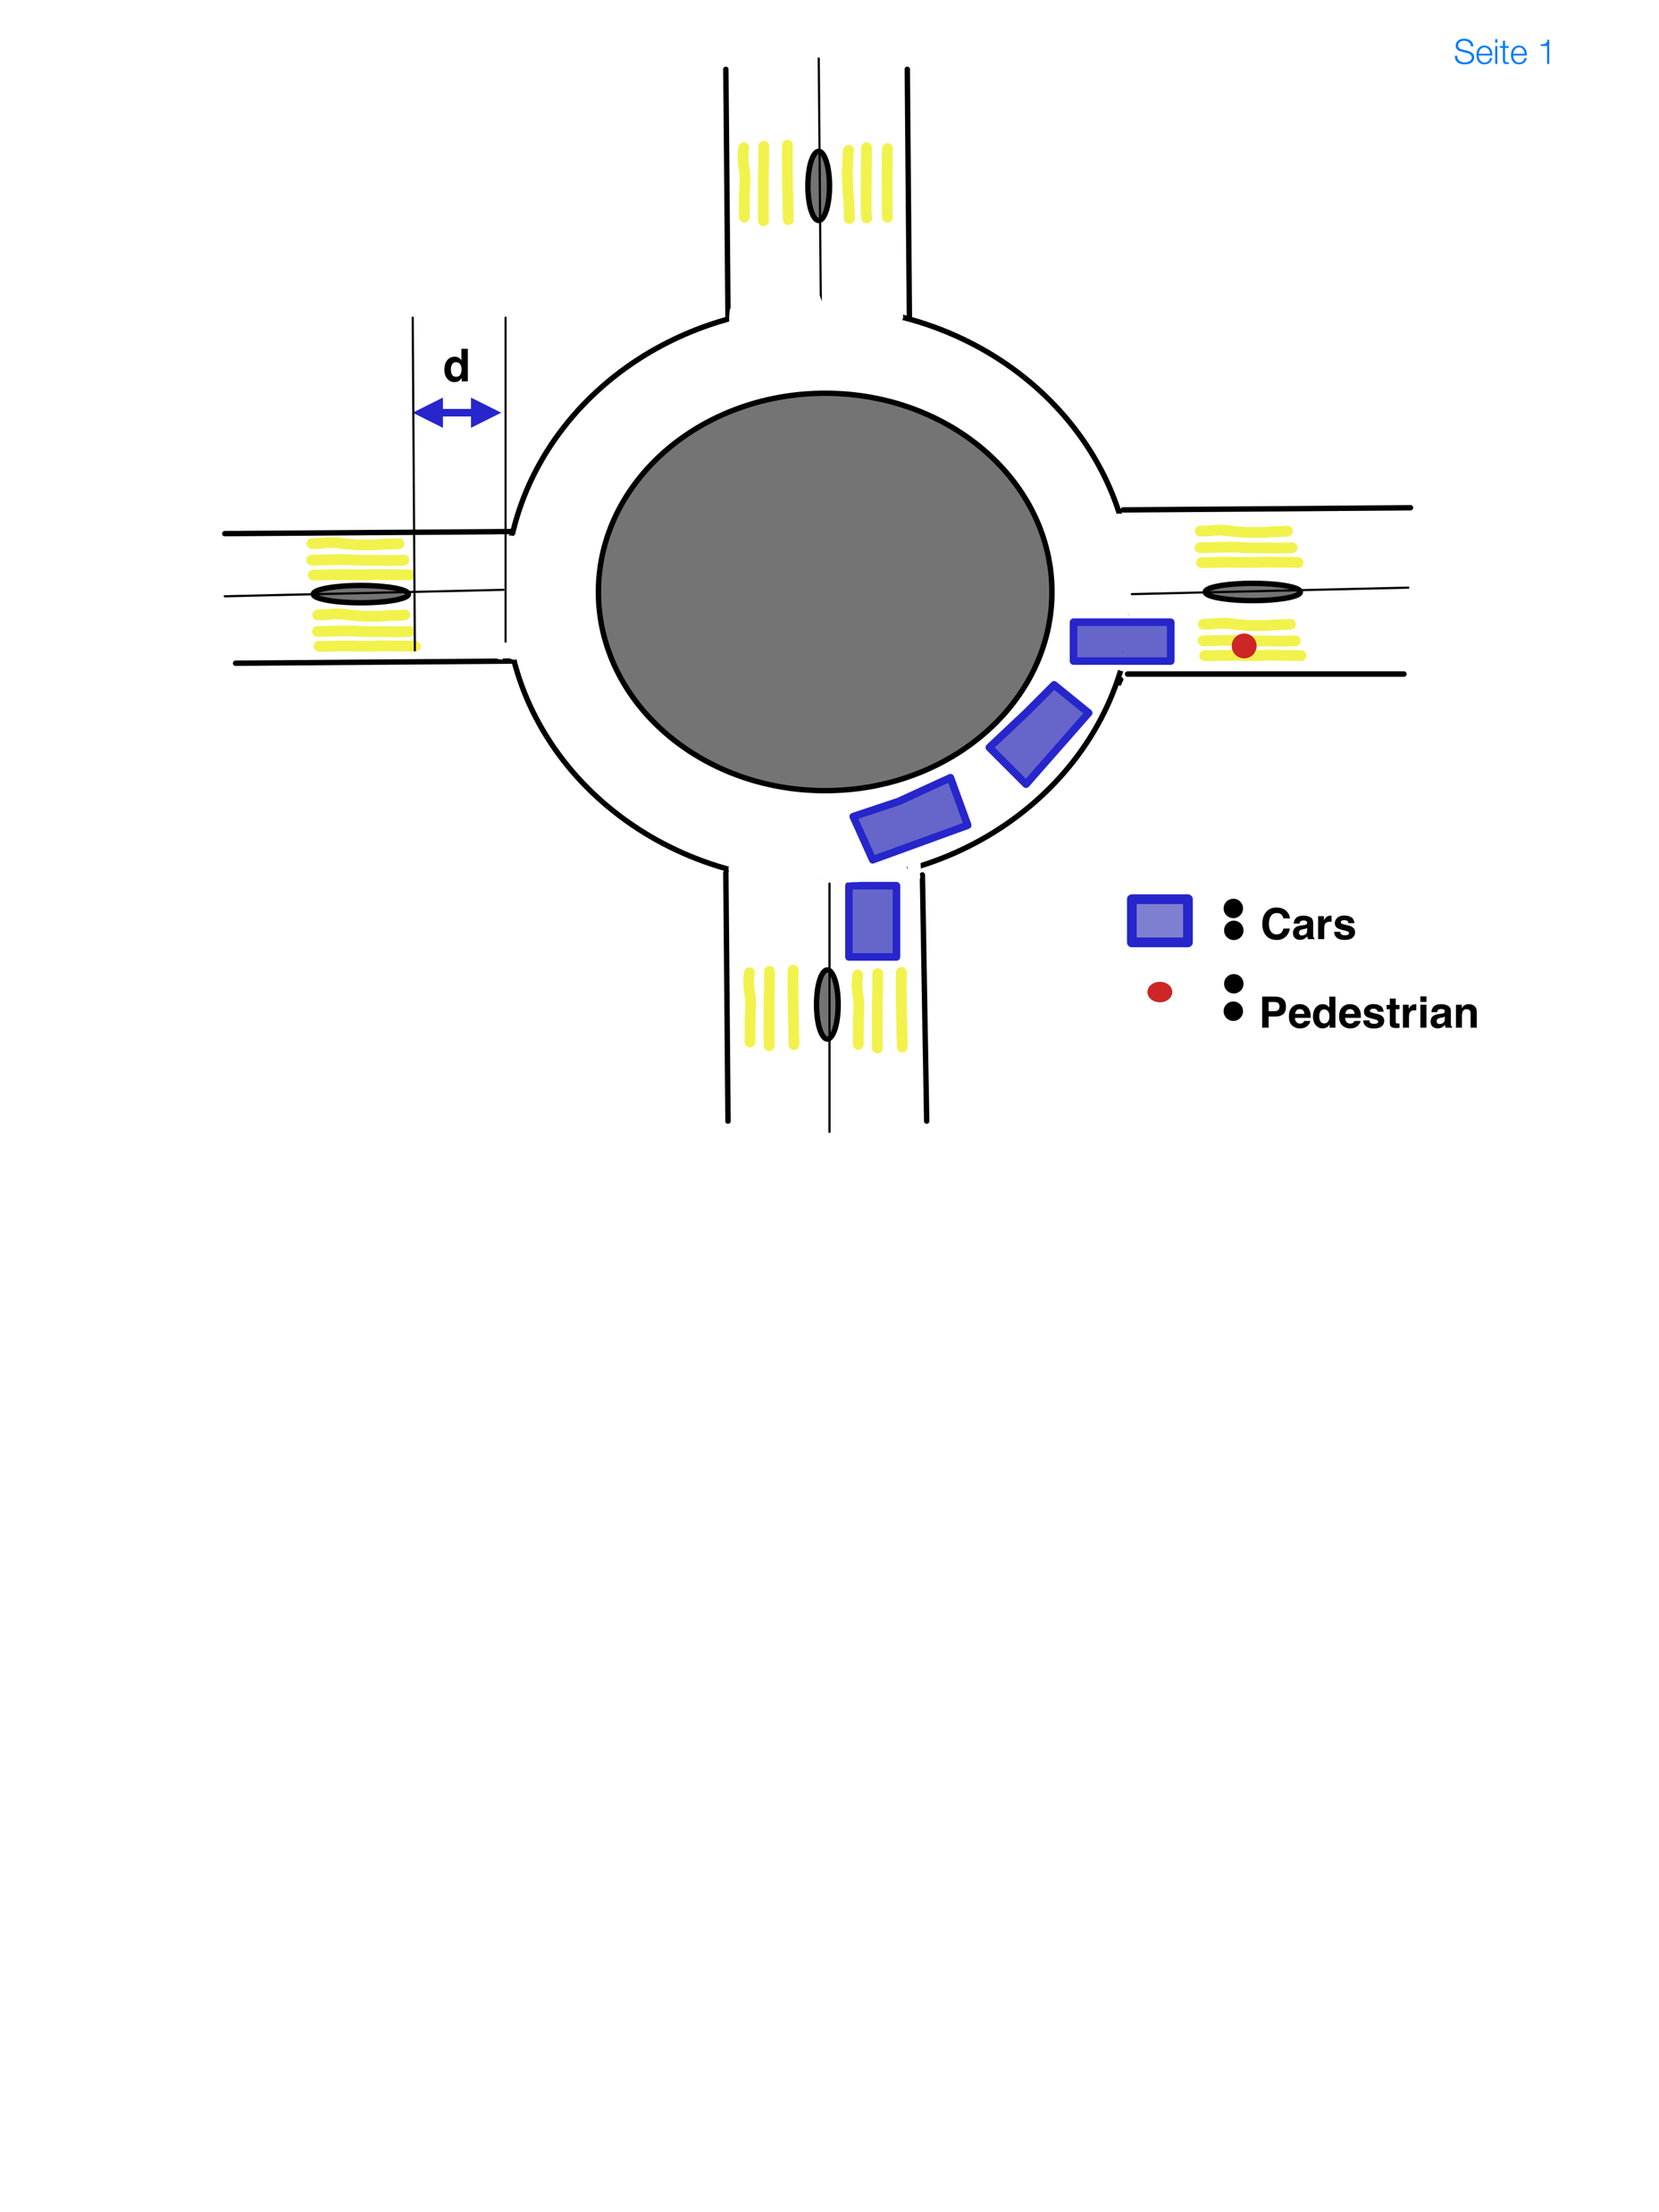 Seite 1
d
: Cars
: Pedestrian